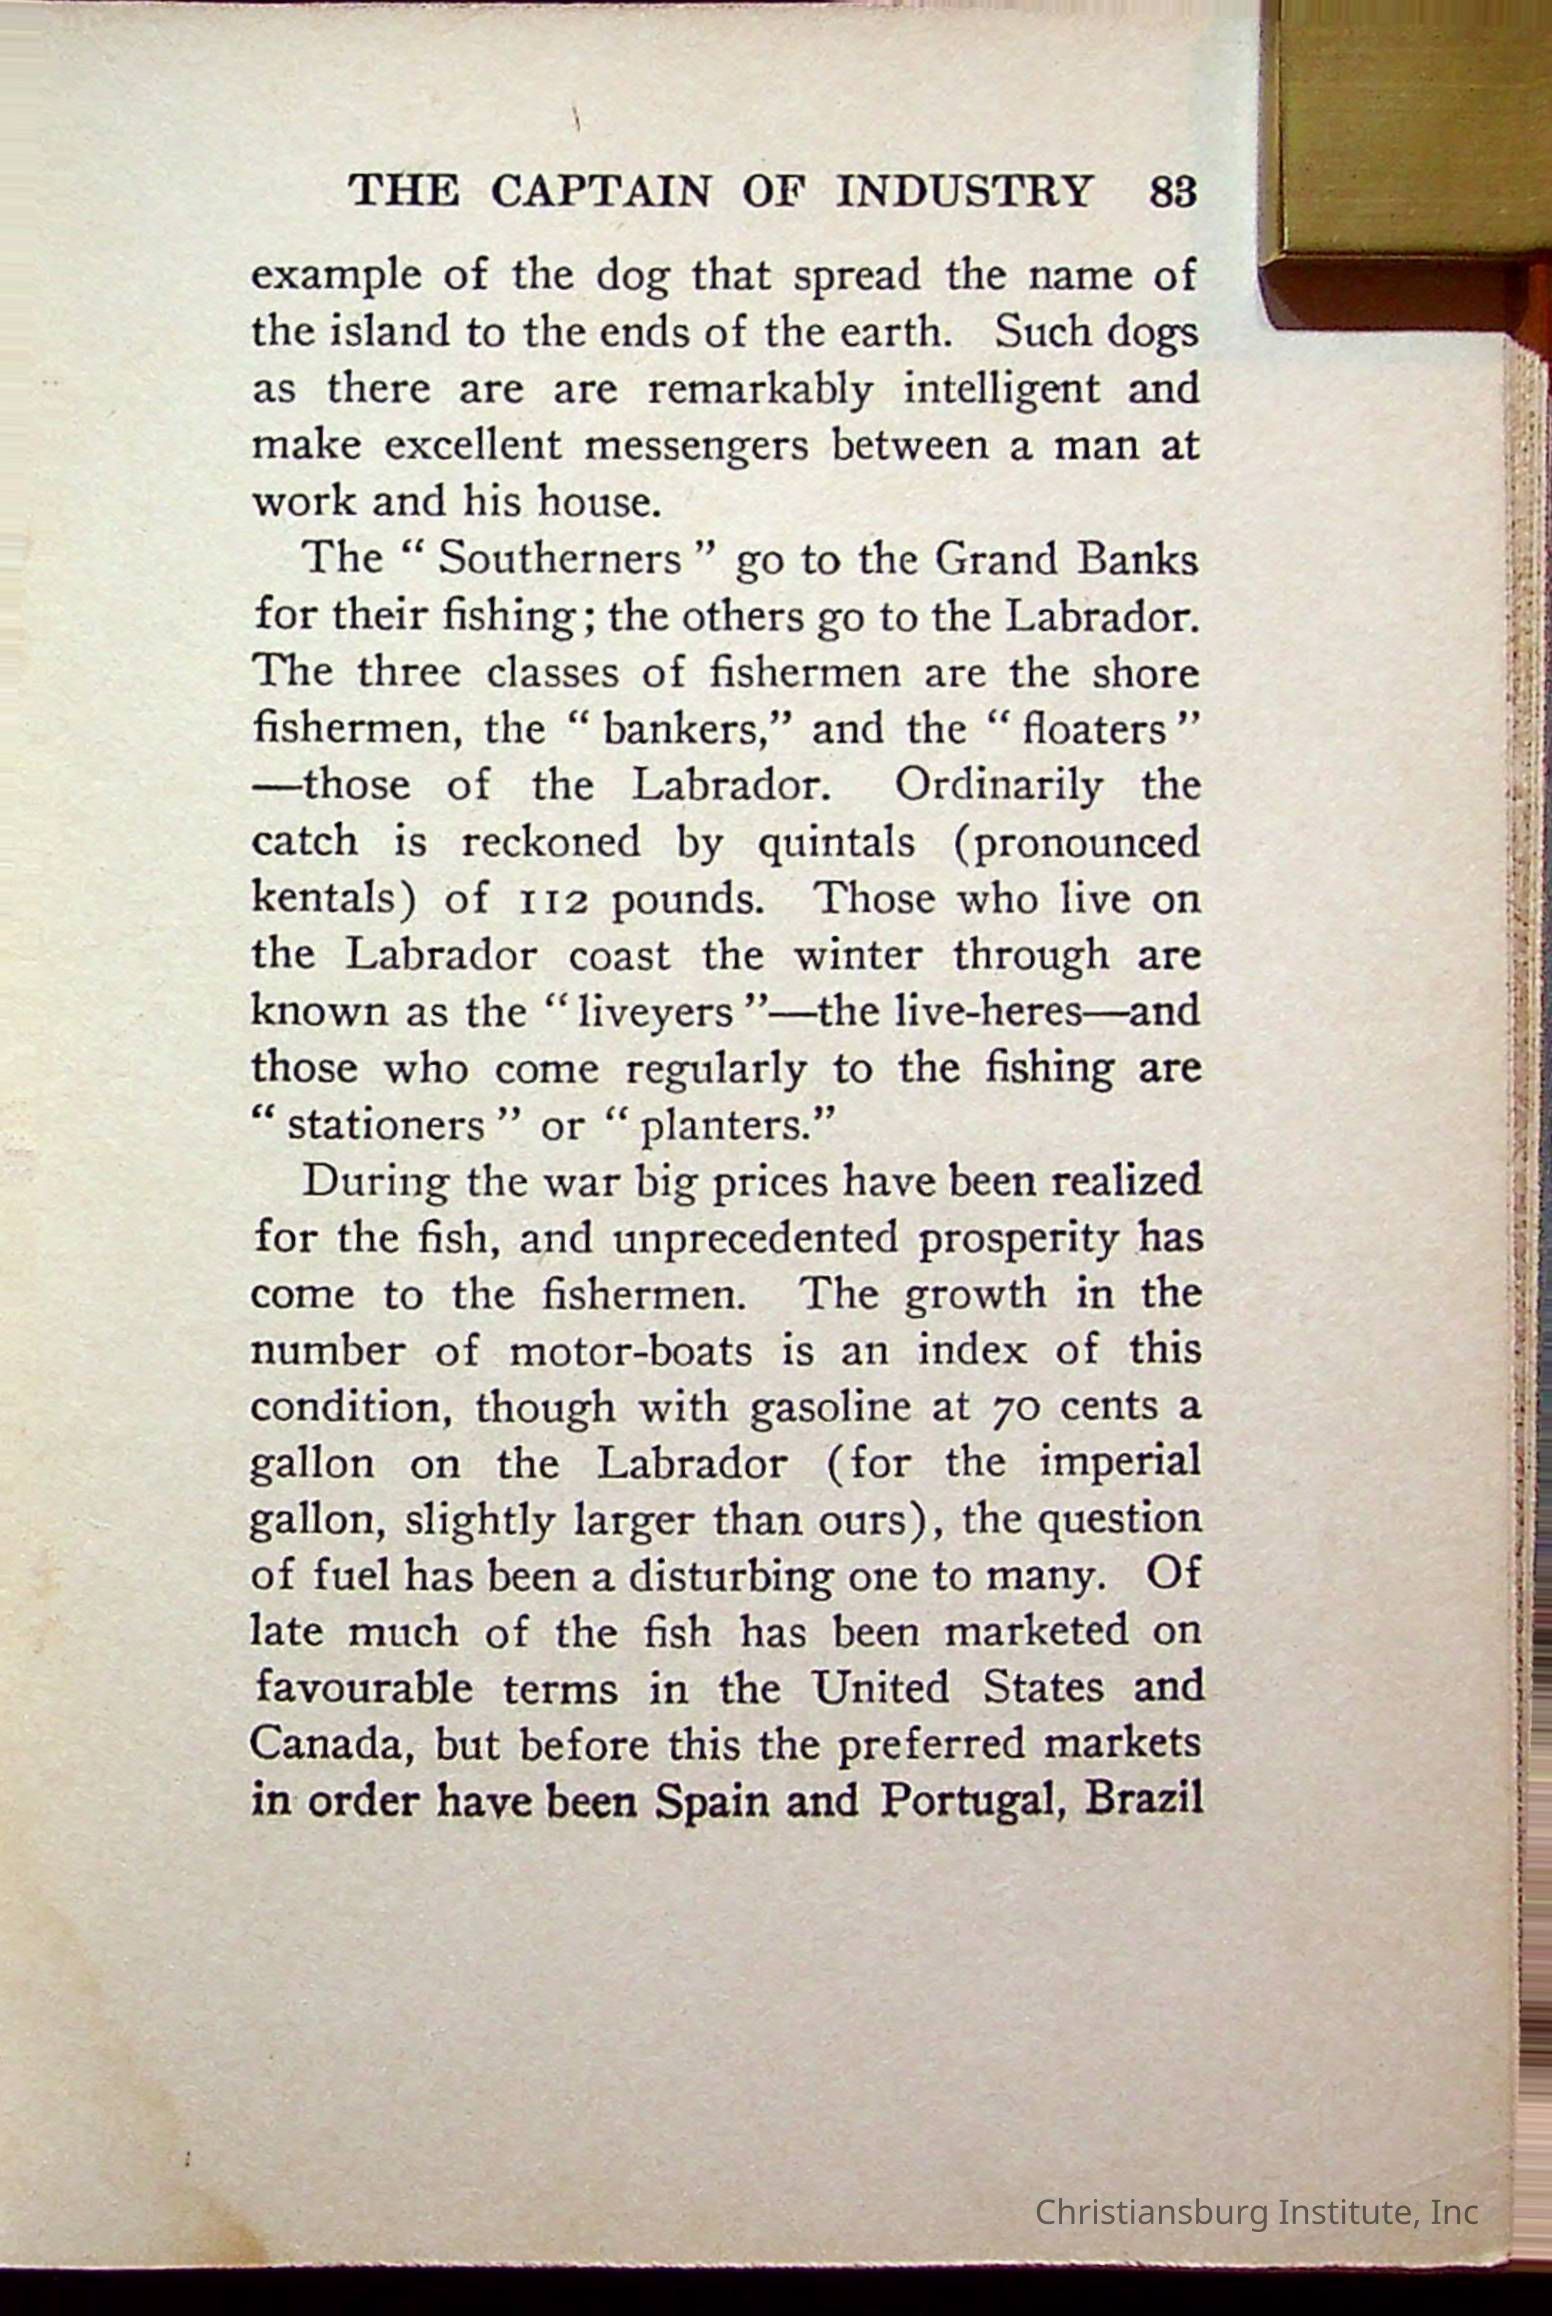 THE CAPTAIN OF INDUSTRY 83
example of the dog that spread the name of
the island to the ends of the earth. Such dogs
as there are are remarkably intelligent and
make excellent messengers between a man at
work and his house.
The “ Southerners ” go to the Grand Banks
for their fishing; the others go to the Labrador.
The three classes of fishermen are the shore
fishermen, the “ bankers,” and the “ floaters ”
—those of the Labrador. Ordinarily the
catch is reckoned by quintals (pronounced
kentals) of 112 pounds. Those who live on
the Labrador coast the winter through are
known as the “ liveyers ”—the live-heres—and
those who come regularly to the fishing are
“ stationers ” or “ planters.”
During the war big prices have been realized
for the fish, and unprecedented prosperity has
come to the fishermen. The growth in the
number of motor-boats is an index of this
condition, though with gasoline at 70 cents a
gallon on the Labrador (for the imperial
gallon, slightly larger than ours), the question
of fuel has been a disturbing one to many. Of
late much of the fish has been marketed on
favourable terms in the United States and
Canada, but before this the preferred markets
in order have been Spain and Portugal, Brazil
Christiansburg Institute, Inc